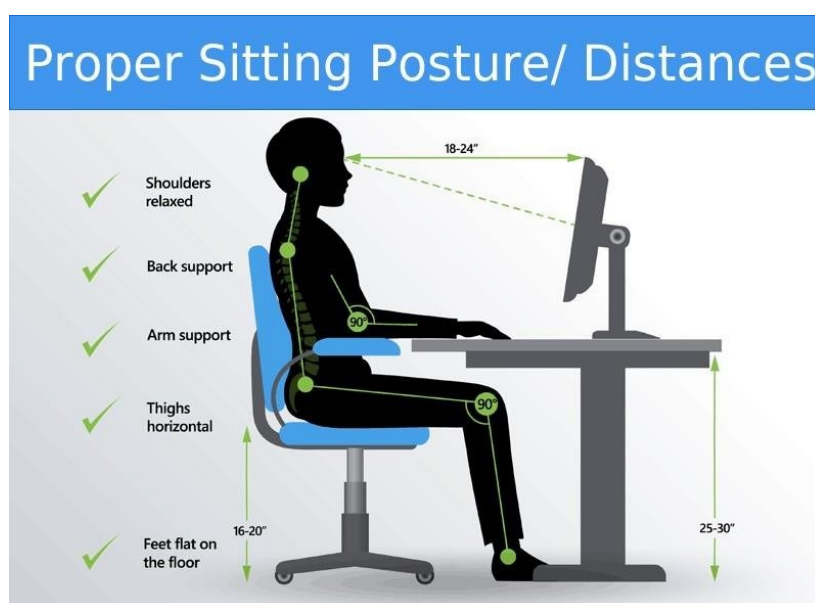 Proper Sitting Posture/ Distances
18-24”
Shoulders
relaxed
Back support
90°
Arm support
Thighs
horizontal
90°
16-20”
25-30”
Feet flat on
the floor